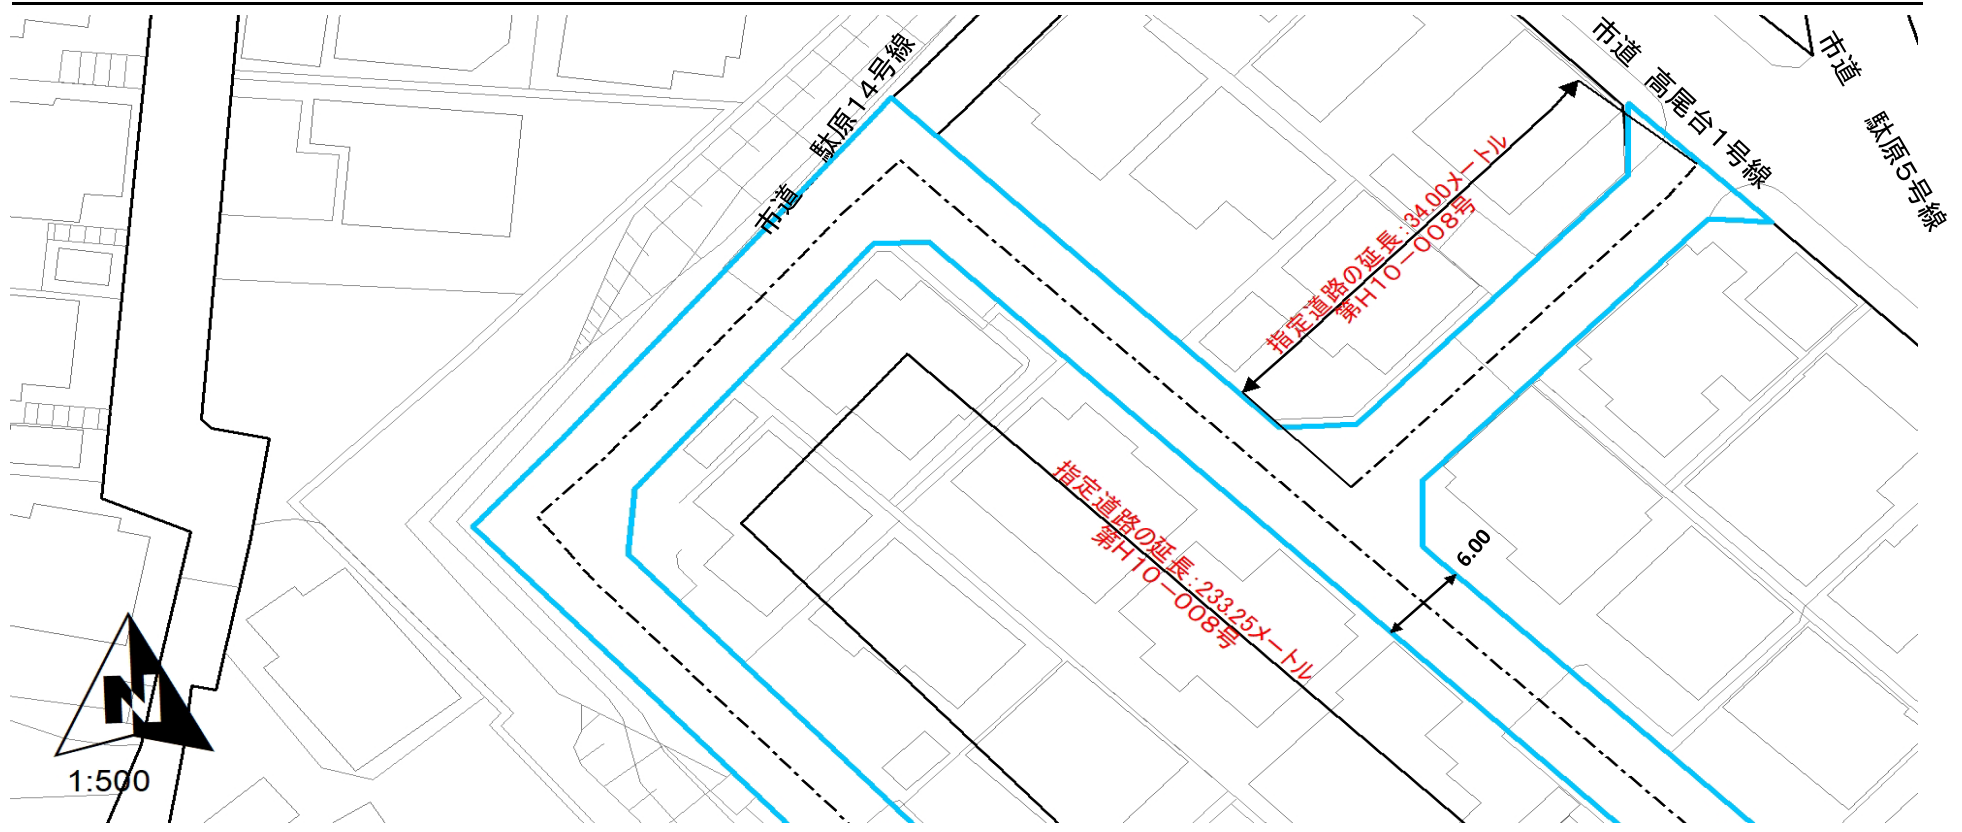 市道 駄原14号線
市道 高尾台1号線
市道 駄原5号線
指定道路の延長:34.00メートル
第H10-008号
指定道路の延長:233.25メートル
第H10-008号
6.00
N
1:500